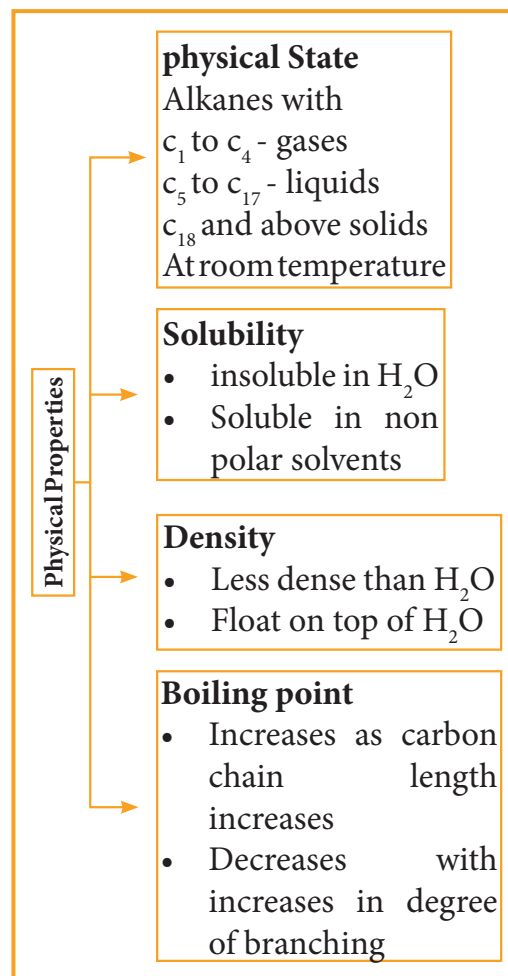 physical State
Alkanes with
c₁ to c₄ - gases
c₅ to c₁₇ - liquids
c₁₈ and above solids
At room temperature
Physical Properties
Solubility
• insoluble in H₂O
• Soluble in non
polar solvents
Density
• Less dense than H₂O
• Float on top of H₂O
Boiling point
• Increases as carbon
chain length
increases
• Decreases with
increases in degree
of branching